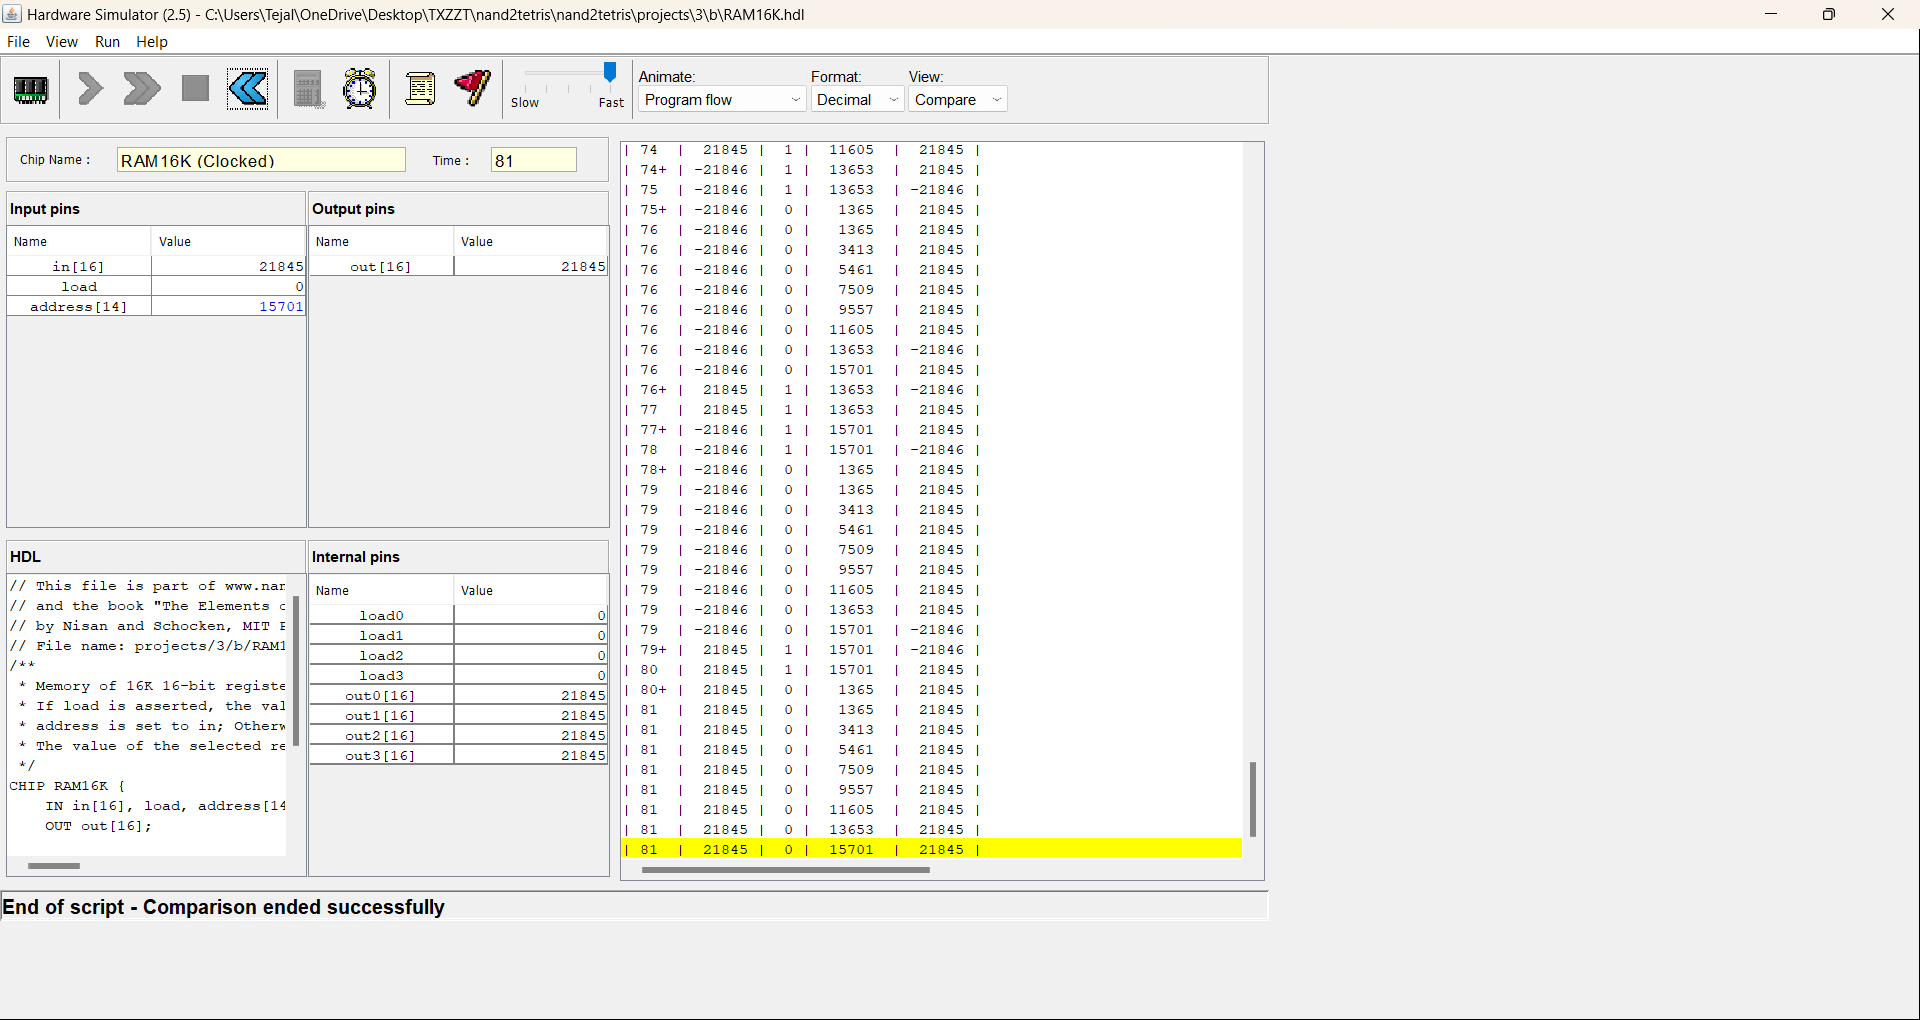 Hardware Simulator (2.5) - C:\Users\Tejal\OneDrive\Desktop\TXZZT\nand2tetris\nand2tetris\projects\3\b\RAM16K.hdl
File View Run Help
Slow Fast
Animate: Format: View:
Program flow Decimal Compare
Chip Name : RAM16K (Clocked) Time : 81
Input pins
Name Value
in[16] 21845
load 0
address[14] 15701
Output pins
Name Value
out[16] 21845
HDL
// This file is part of www.nan
// and the book "The Elements o
// by Nisan and Schocken, MIT P
// File name: projects/3/b/RAM1
/**
* Memory of 16K 16-bit registe
* If load is asserted, the val
* address is set to in; Otherw
* The value of the selected re
*/
CHIP RAM16K {
IN in[16], load, address[14
OUT out[16];
Internal pins
Name Value
load0 0
load1 0
load2 0
load3 0
out0[16] 21845
out1[16] 21845
out2[16] 21845
out3[16] 21845
| 74 | 21845 | 1 | 11605 | 21845 |
| 74+ | -21846 | 1 | 13653 | 21845 |
| 75 | -21846 | 1 | 13653 | -21846 |
| 75+ | -21846 | 0 | 1365 | 21845 |
| 76 | -21846 | 0 | 1365 | 21845 |
| 76 | -21846 | 0 | 3413 | 21845 |
| 76 | -21846 | 0 | 5461 | 21845 |
| 76 | -21846 | 0 | 7509 | 21845 |
| 76 | -21846 | 0 | 9557 | 21845 |
| 76 | -21846 | 0 | 11605 | 21845 |
| 76 | -21846 | 0 | 13653 | -21846 |
| 76 | -21846 | 0 | 15701 | 21845 |
| 76+ | 21845 | 1 | 13653 | -21846 |
| 77 | 21845 | 1 | 13653 | 21845 |
| 77+ | -21846 | 1 | 15701 | 21845 |
| 78 | -21846 | 1 | 15701 | -21846 |
| 78+ | -21846 | 0 | 1365 | 21845 |
| 79 | -21846 | 0 | 1365 | 21845 |
| 79 | -21846 | 0 | 3413 | 21845 |
| 79 | -21846 | 0 | 5461 | 21845 |
| 79 | -21846 | 0 | 7509 | 21845 |
| 79 | -21846 | 0 | 9557 | 21845 |
| 79 | -21846 | 0 | 11605 | 21845 |
| 79 | -21846 | 0 | 13653 | 21845 |
| 79 | -21846 | 0 | 15701 | -21846 |
| 79+ | 21845 | 1 | 15701 | -21846 |
| 80 | 21845 | 1 | 15701 | 21845 |
| 80+ | 21845 | 0 | 1365 | 21845 |
| 81 | 21845 | 0 | 1365 | 21845 |
| 81 | 21845 | 0 | 3413 | 21845 |
| 81 | 21845 | 0 | 5461 | 21845 |
| 81 | 21845 | 0 | 7509 | 21845 |
| 81 | 21845 | 0 | 9557 | 21845 |
| 81 | 21845 | 0 | 11605 | 21845 |
| 81 | 21845 | 0 | 13653 | 21845 |
| 81 | 21845 | 0 | 15701 | 21845 |
End of script - Comparison ended successfully